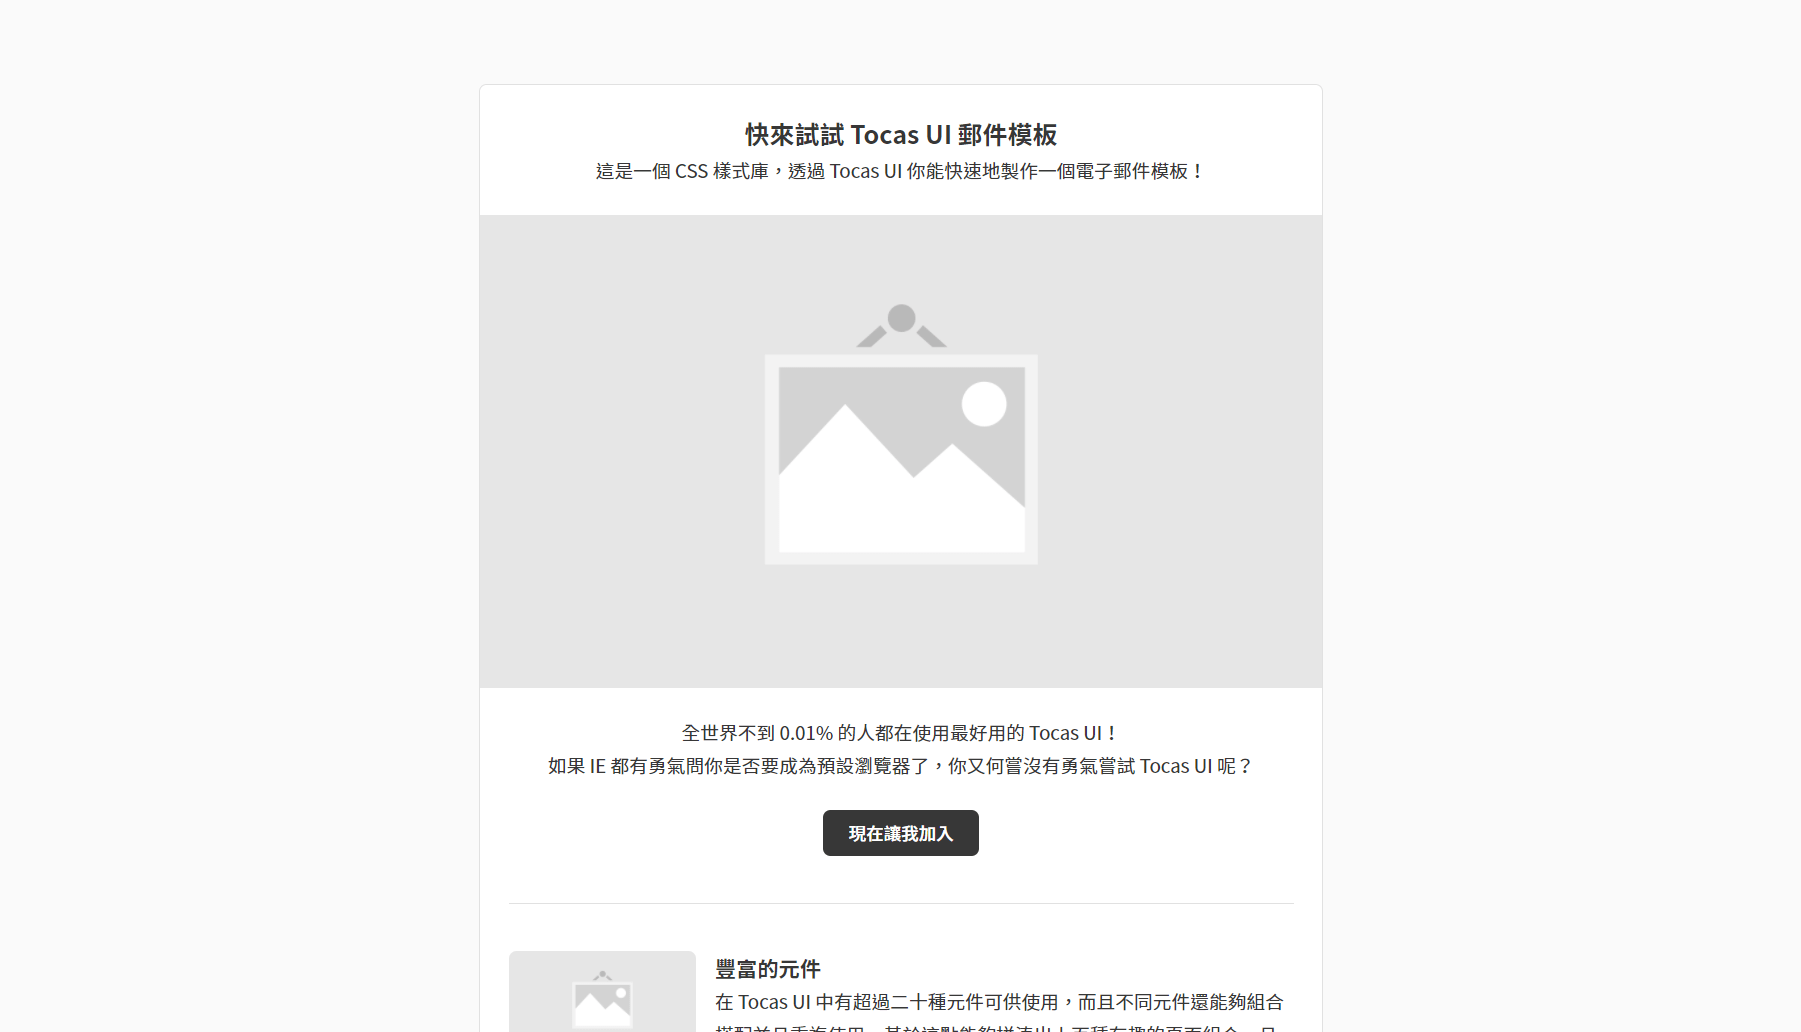 快來試試 Tocas UI 郵件模板
這是一個 CSS 樣式庫，透過 Tocas UI 你能快速地製作一個電子郵件模板！
全世界不到 0.01% 的人都在使用最好用的 Tocas UI！
如果 IE 都有勇氣問你是否要成為預設瀏覽器了，你又何嘗沒有勇氣嘗試 Tocas UI 呢？
現在讓我加入
豐富的元件
在 Tocas UI 中有超過二十種元件可供使用，而且不同元件還能夠組合